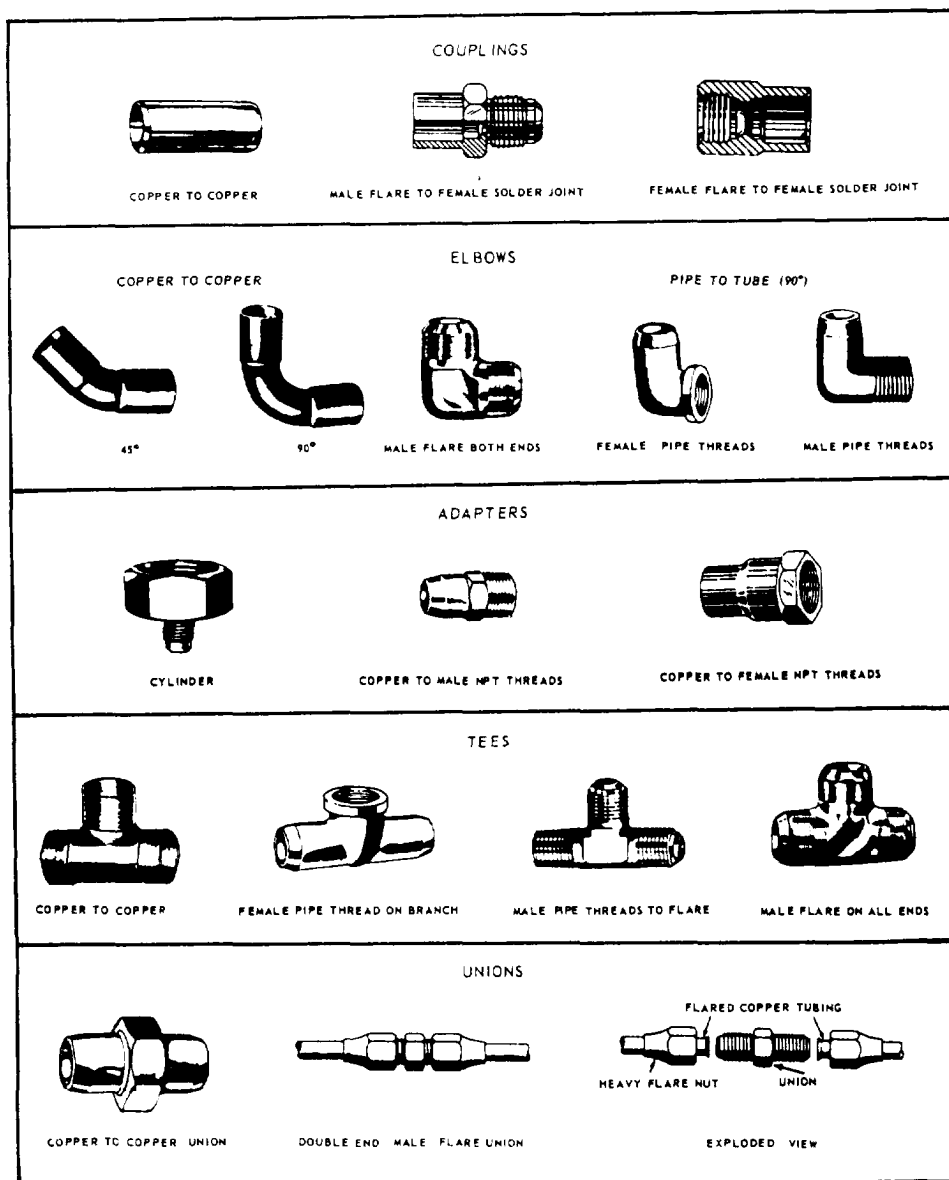 COUPLINGS
COPPER TO COPPER
MALE FLARE TO FEMALE SOLDER JOINT
FEMALE FLARE TO FEMALE SOLDER JOINT
ELBOWS
COPPER TO COPPER
PIPE TO TUBE (90°)
45°
90°
MALE FLARE BOTH ENDS
FEMALE PIPE THREADS
MALE PIPE THREADS
ADAPTERS
CYLINDER
COPPER TO MALE NPT THREADS
COPPER TO FEMALE NPT THREADS
TEES
COPPER TO COPPER
FEMALE PIPE THREAD ON BRANCH
MALE PIPE THREADS TO FLARE
MALE FLARE ON ALL ENDS
UNIONS
FLARED COPPER TUBING
HEAVY FLARE NUT
UNION
COPPER TO COPPER UNION
DOUBLE END MALE FLARE UNION
EXPLODED VIEW